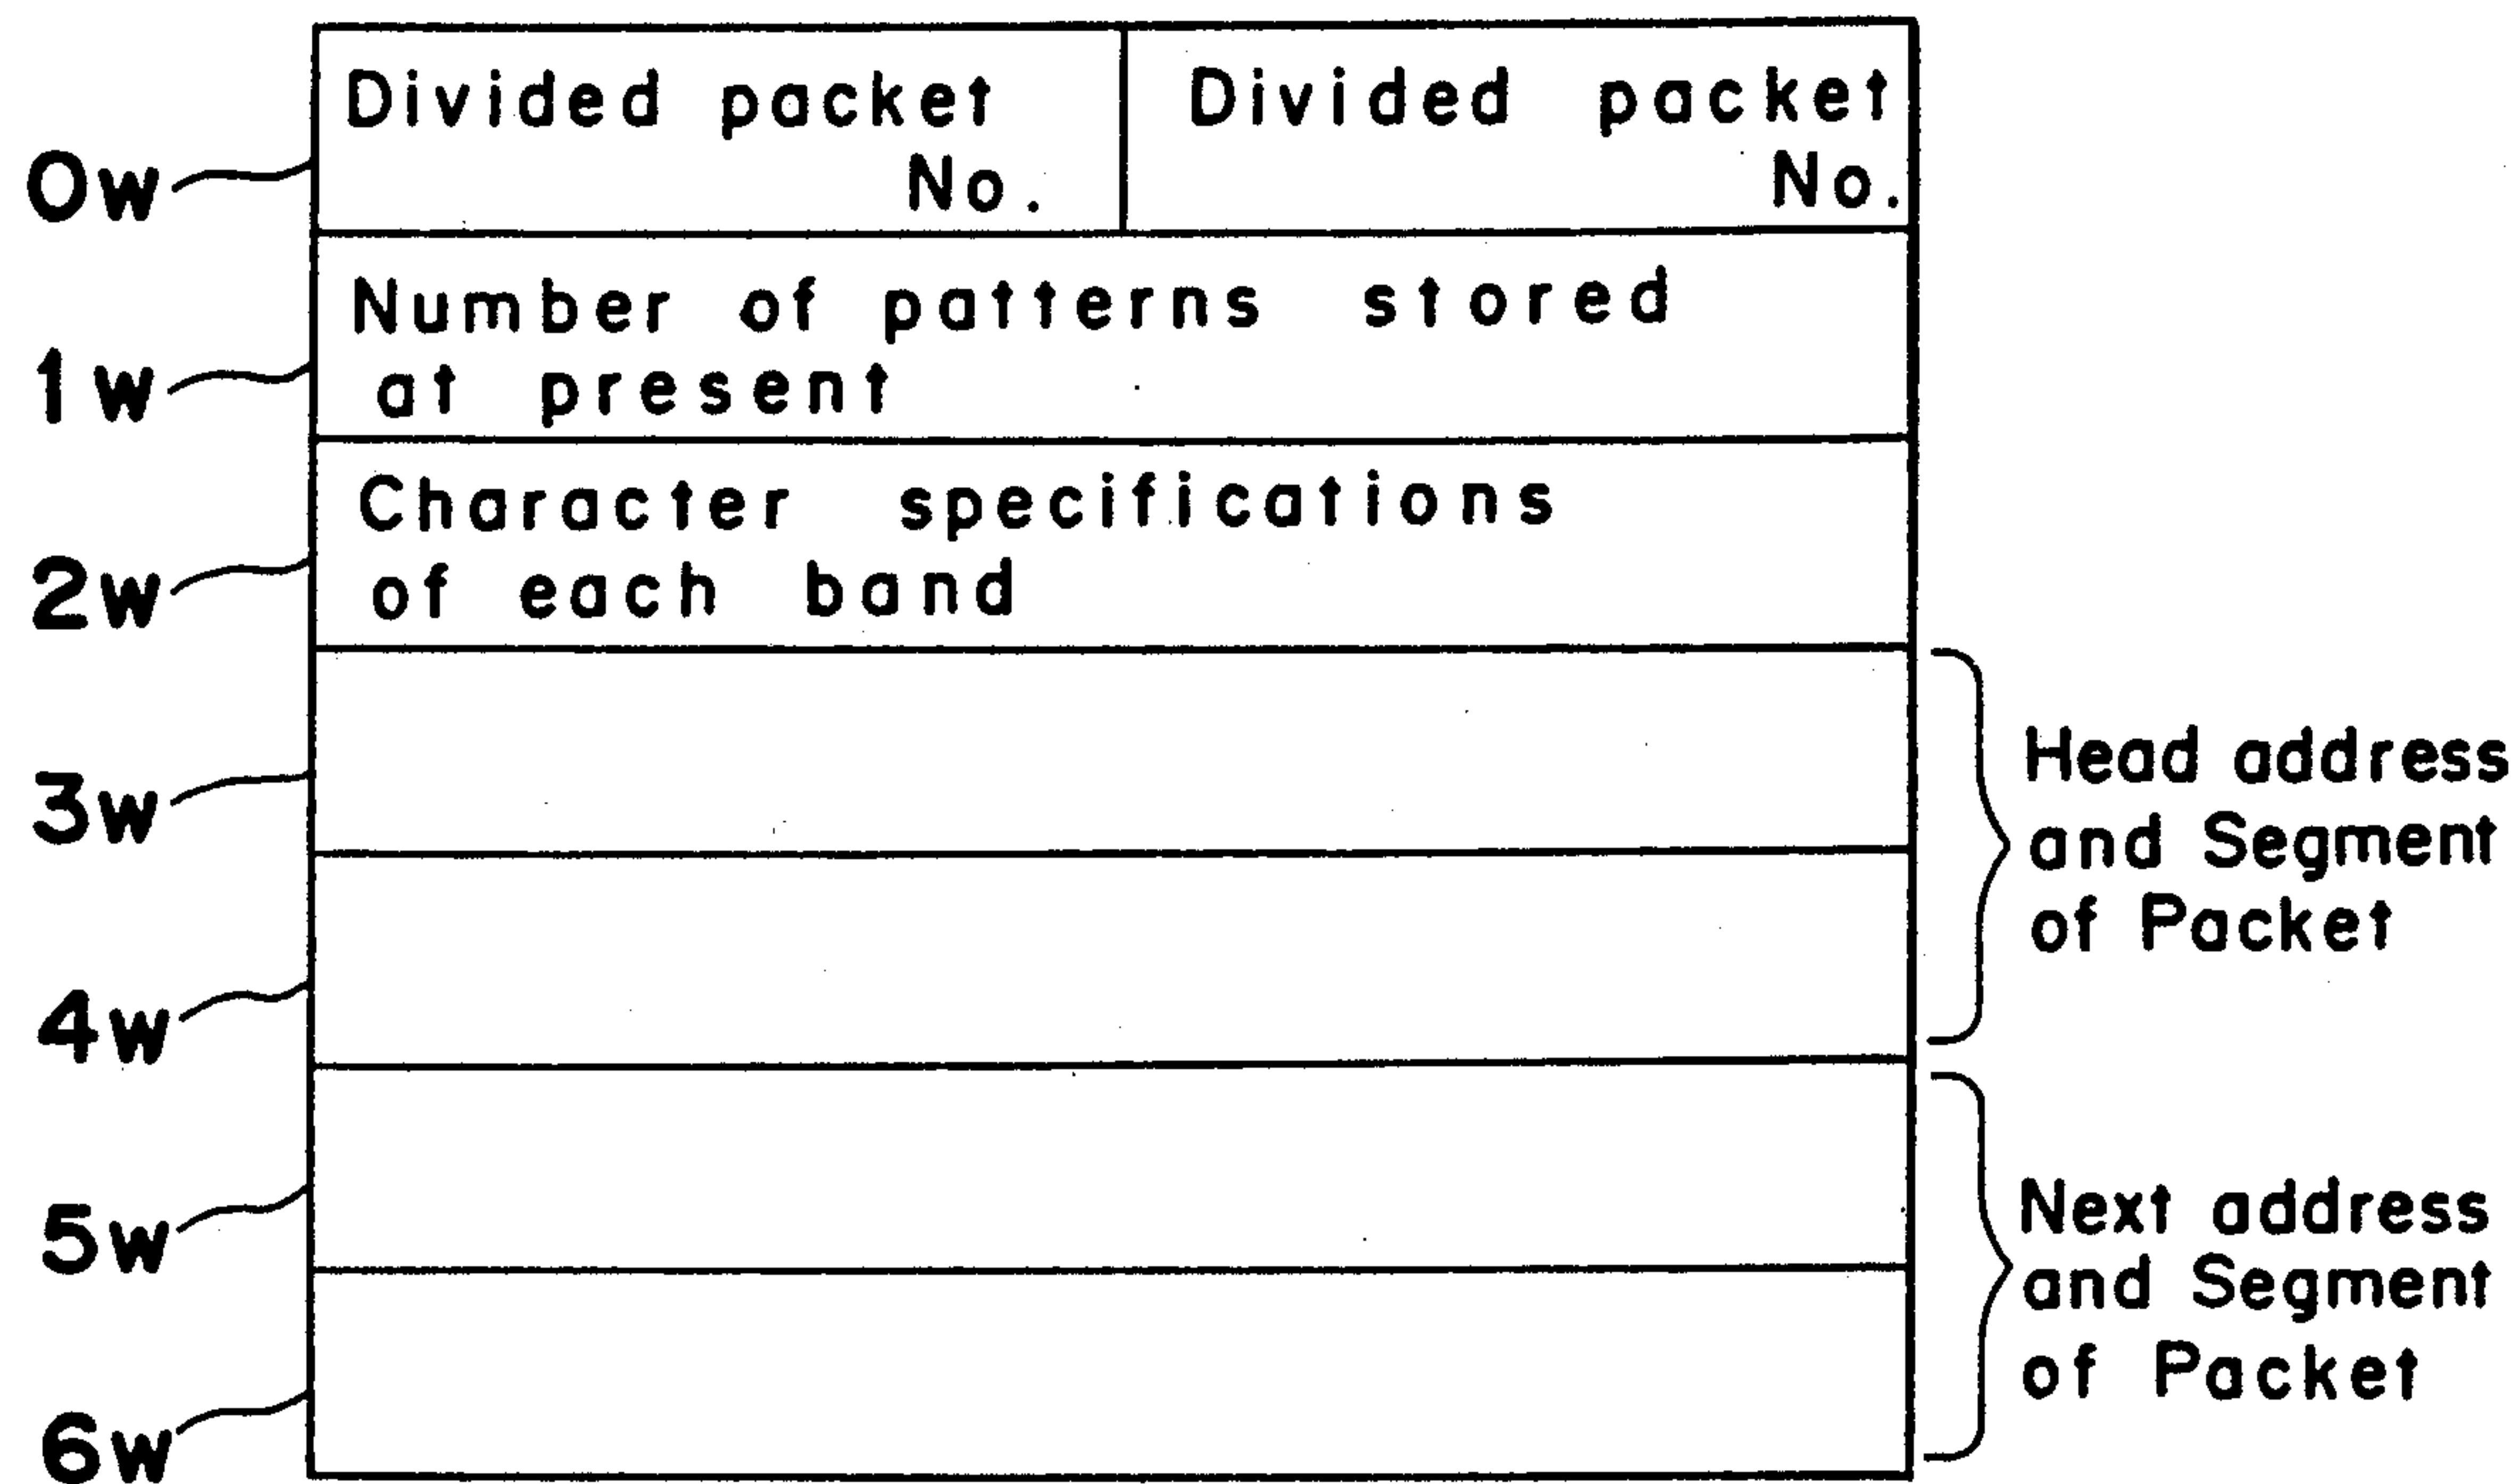 Divided packet
No.
Divided packet
No.
0w
Number of patterns stored
at present
1w
Character specifications
of each band
2w
3w
4w
Head address
and Segment
of Packet
5w
6w
Next address
and Segment
of Packet